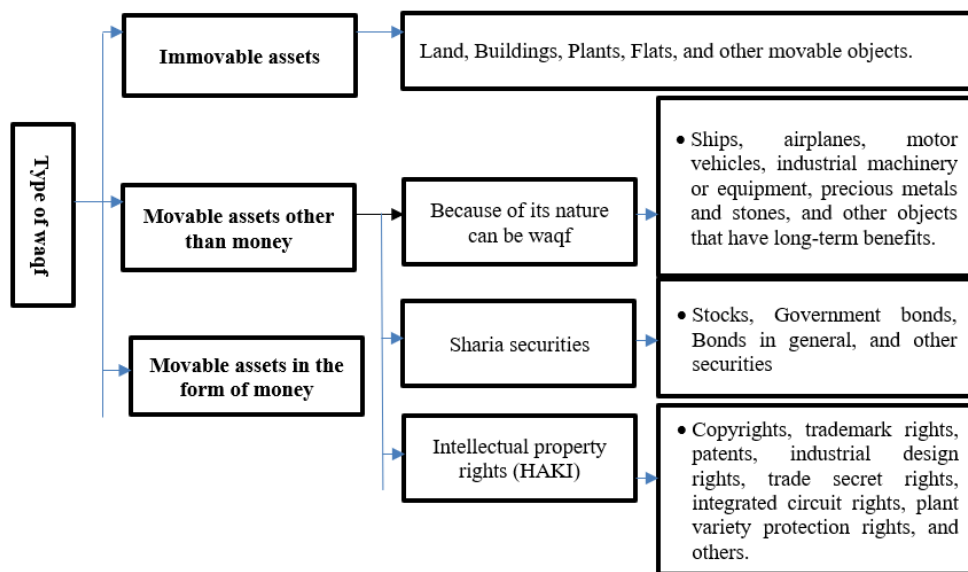 Type of waqf
Immovable assets
Land, Buildings, Plants, Flats, and other movable objects.
Movable assets other
than money
Because of its nature
can be waqf
• Ships, airplanes, motor
vehicles, industrial machinery
or equipment, precious metals
and stones, and other objects
that have long-term benefits.
Sharia securities
• Stocks, Government bonds,
Bonds in general, and other
securities
Intellectual property
rights (HAKI)
• Copyrights, trademark rights,
patents, industrial design
rights, trade secret rights,
integrated circuit rights, plant
variety protection rights, and
others.
Movable assets in the
form of money